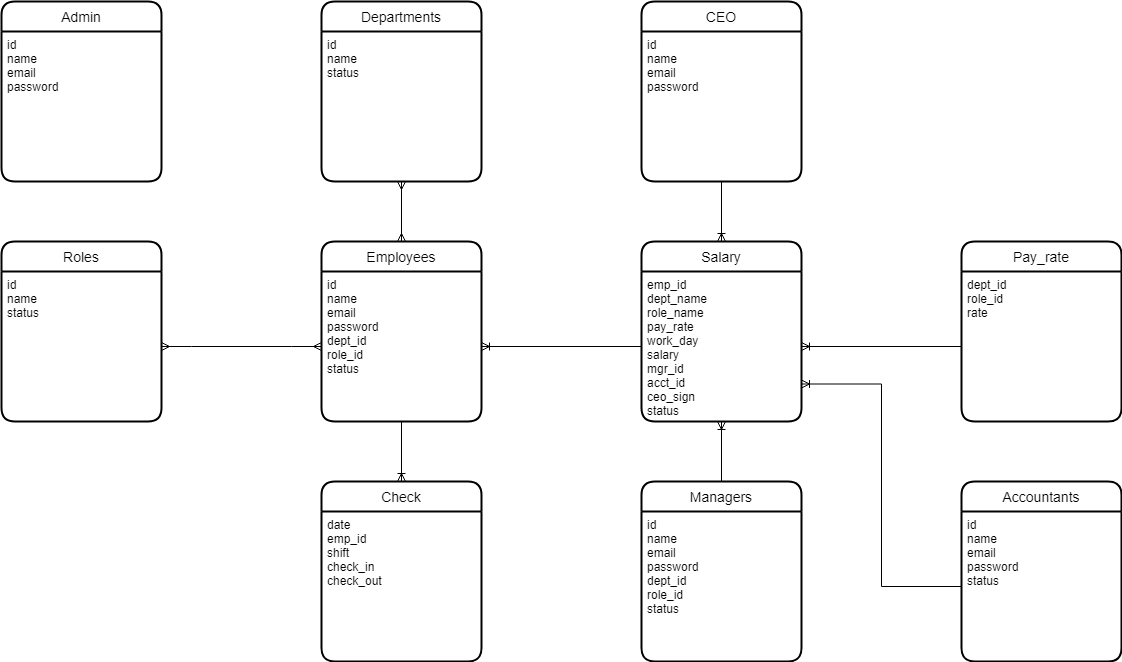 Admin
id
name
email
password
Departments
id
name
status
CEO
id
name
email
password
Roles
id
name
status
Employees
id
name
email
password
dept_id
role_id
status
Salary
emp_id
dept_name
role_name
pay_rate
work_day
salary
mgr_id
acct_id
ceo_sign
status
Pay_rate
dept_id
role_id
rate
Check
date
emp_id
shift
check_in
check_out
Managers
id
name
email
password
dept_id
role_id
status
Accountants
id
name
email
password
status